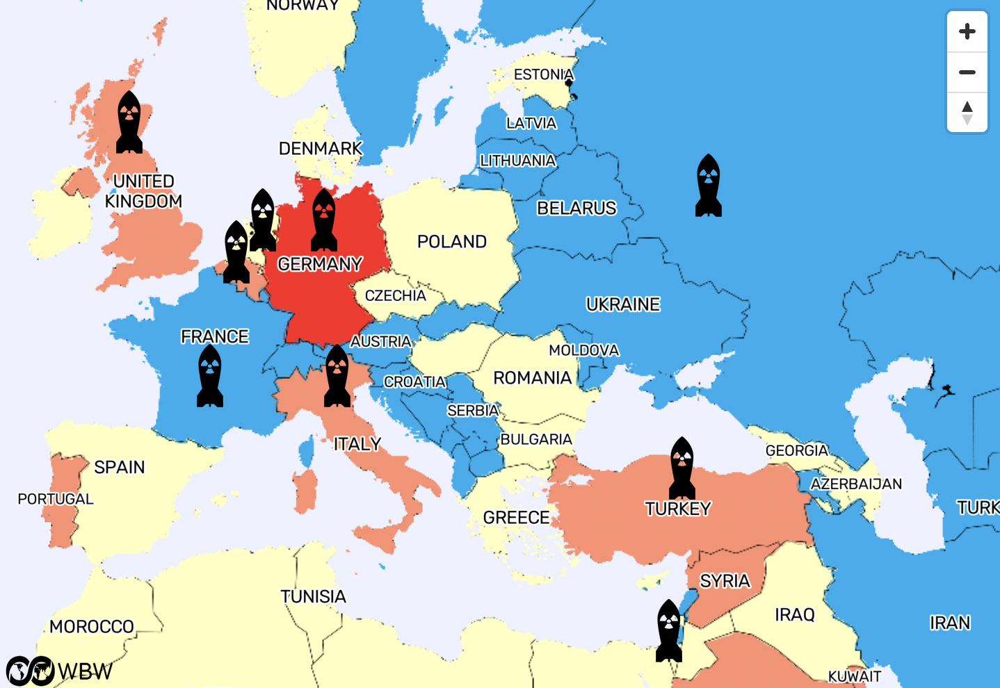 NORWAY
ESTONIA
LATVIA
DENMARK
LITHUANIA
UNITED
KINGDOM
BELARUS
POLAND
GERMANY
CZECHIA
UKRAINE
FRANCE
AUSTRIA
MOLDOVA
ROMANIA
CROATIA
SERBIA
BULGARIA
ITALY
GEORGIA
SPAIN
AZERBAIJAN
PORTUGAL
TURKEY
TURK
GREECE
SYRIA
TUNISIA
IRAQ
IRAN
MOROCCO
WBW
KUWAIT